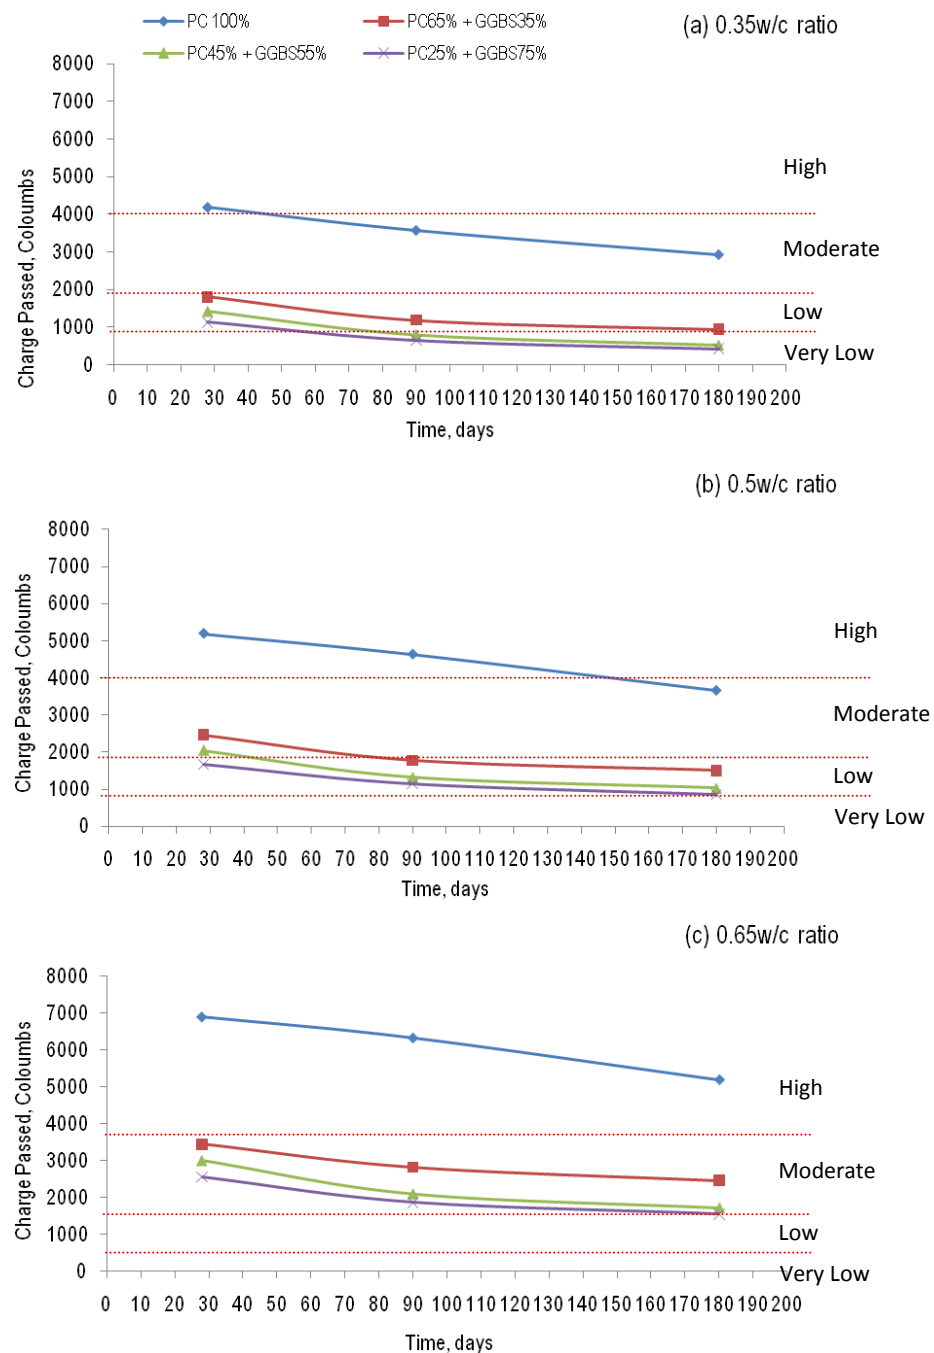 PC 100%
PC65% + GGBS35%
(a) 0.35w/c ratio
PC45% + GGBS55%
PC25% + GGBS75%
8000
7000
6000
5000
4000
3000
2000
1000
0
Charge Passed, Coloumbs
High
Moderate
Low
Very Low
0 10 20 30 40 50 60 70 80 90 100 110 120 130 140 150 160 170 180 190 200
Time, days
(b) 0.5w/c ratio
8000
7000
6000
5000
4000
3000
2000
1000
0
Charge Passed, Coloumbs
High
Moderate
Low
Very Low
0 10 20 30 40 50 60 70 80 90 100 110 120 130 140 150 160 170 180 190 200
Time, days
(c) 0.65w/c ratio
8000
7000
6000
5000
4000
3000
2000
1000
0
Charge Passed, Coloumbs
High
Moderate
Low
Very Low
0 10 20 30 40 50 60 70 80 90 100 110 120 130 140 150 160 170 180 190 200
Time, days